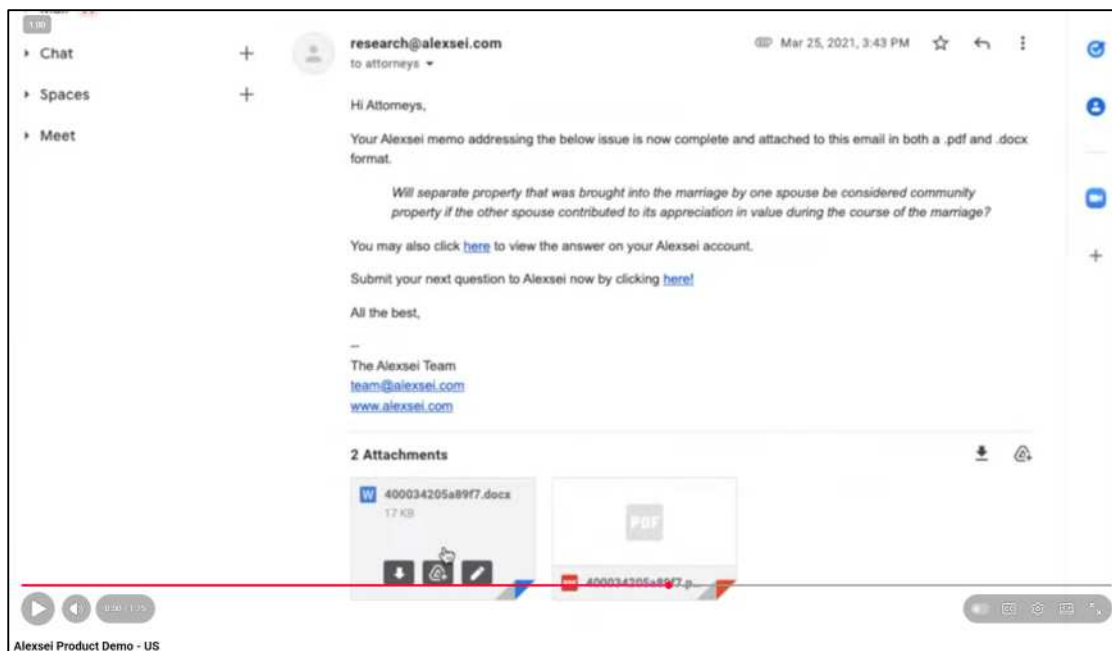 1.00
Chat
Spaces
Meet
research@alexsei.com
Mar 25, 2021, 3:43 PM
to attorneys
Hi Attorneys,
Your Alexsei memo addressing the below issue is now complete and attached to this email in both a .pdf and .docx
format.
Will separate property that was brought into the marriage by one spouse be considered community
property if the other spouse contributed to its appreciation in value during the course of the marriage?
You may also click here to view the answer on your Alexsei account.
Submit your next question to Alexsei now by clicking here!
All the best,
--
The Alexsei Team
team@alexsei.com
www.alexsei.com
2 Attachments
W 400034205a89f7.docx
17 KB
PDF
400034205a89f7.p...
Alexsei Product Demo - US